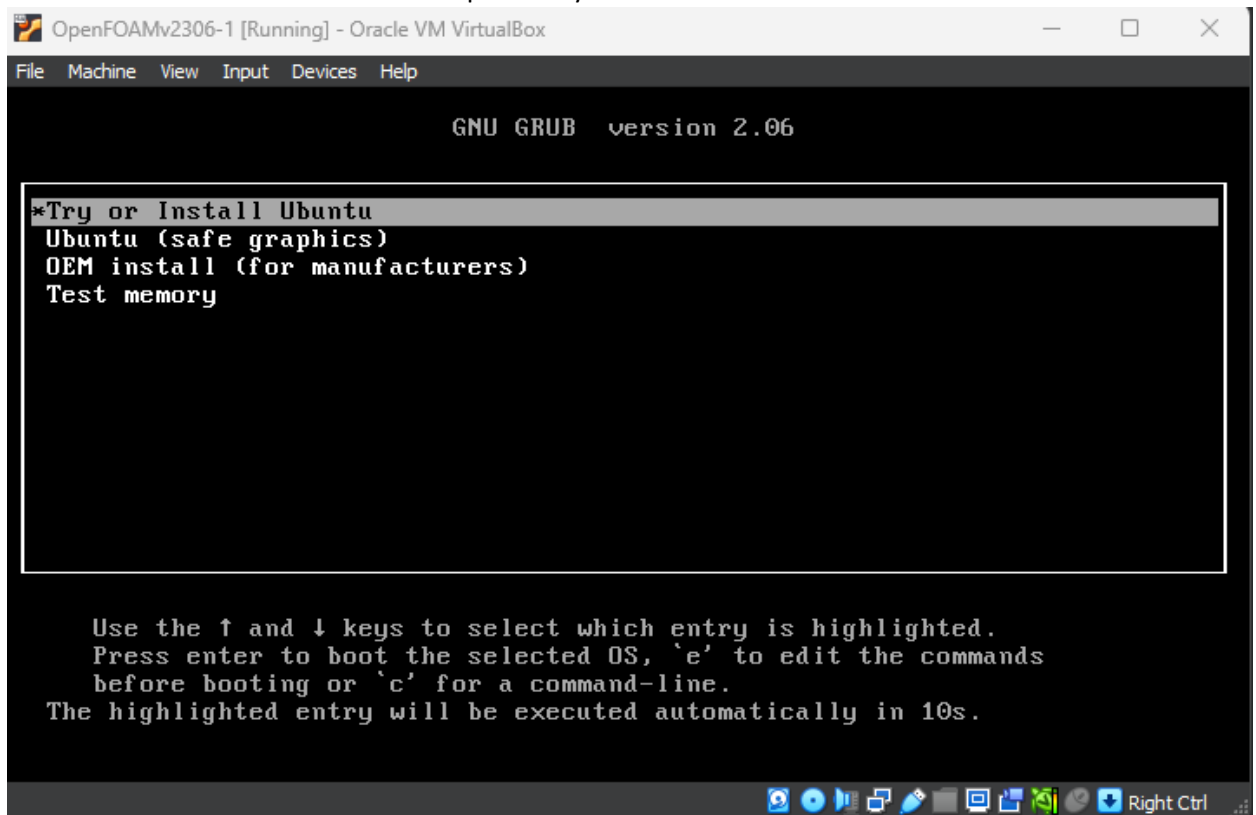 OpenFOAMv2306-1 [Running] - Oracle VM VirtualBox
File Machine View Input Devices Help
GNU GRUB version 2.06
*Try or Install Ubuntu
Ubuntu (safe graphics)
OEM install (for manufacturers)
Test memory
Use the ↑ and ↓ keys to select which entry is highlighted.
Press enter to boot the selected OS, `e' to edit the commands
before booting or `c' for a command-line.
The highlighted entry will be executed automatically in 10s.
Right Ctrl